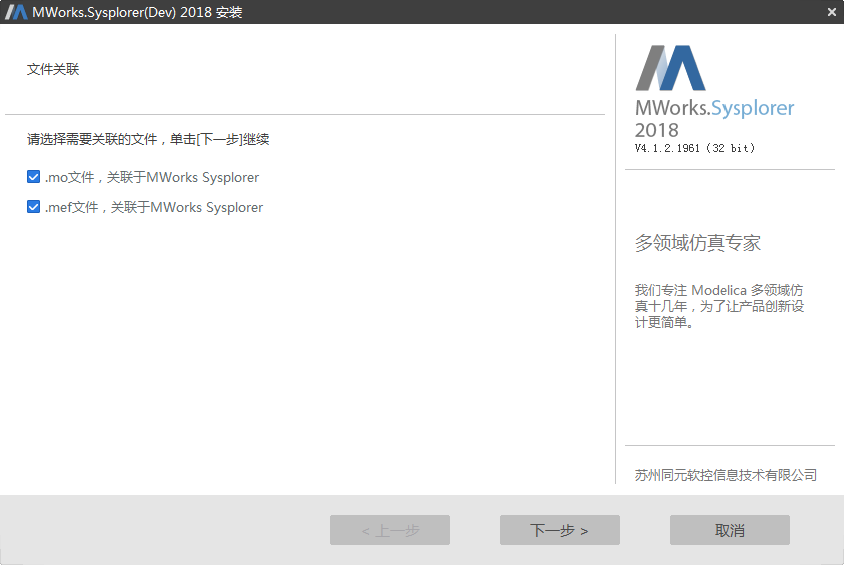 MWorks.Sysplorer(Dev) 2018 安装
文件关联
请选择需要关联的文件，单击[下一步]继续
.mo文件，关联于MWorks Sysplorer
.mef文件，关联于MWorks Sysplorer
MWorks.Sysplorer
2018
V4.1.2.1961 (32 bit)
多领域仿真专家
我们专注 Modelica 多领域仿
真十几年，为了让产品创新设
计更简单。
苏州同元软控信息技术有限公司
< 上一步
下一步 >
取消